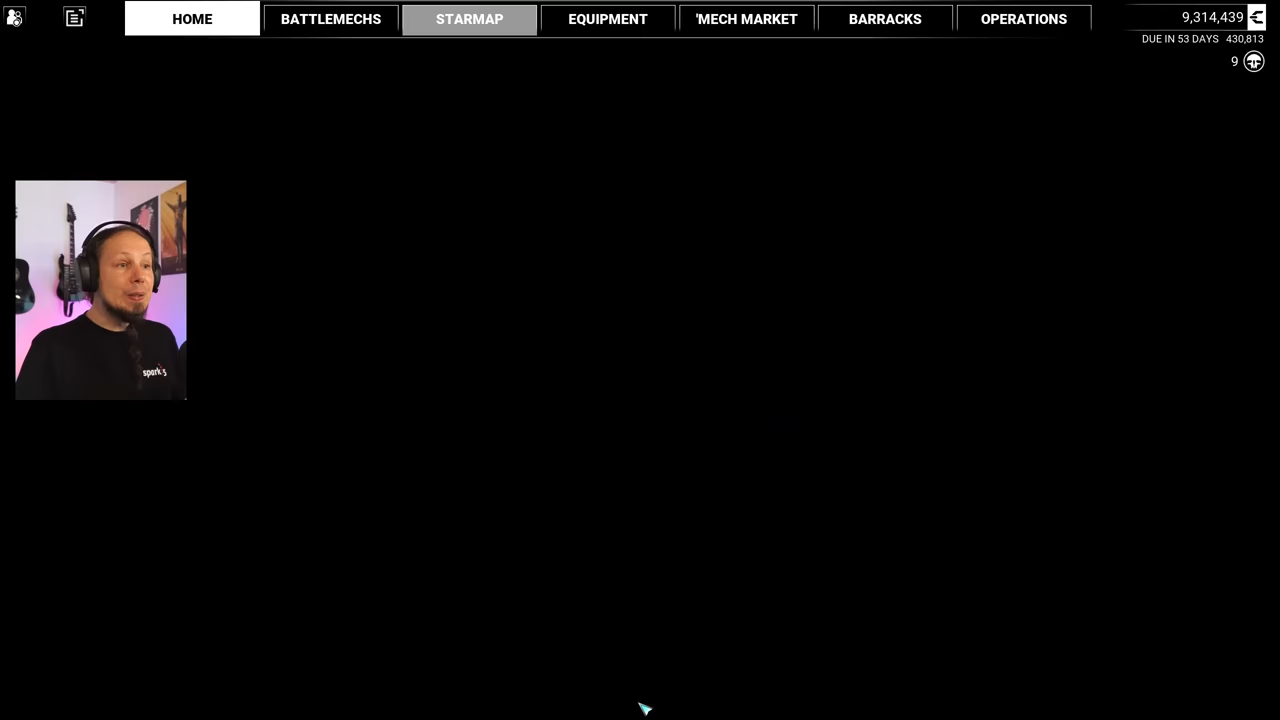 HOME
BATTLEMECHS
STARMAP
EQUIPMENT
'MECH MARKET
BARRACKS
OPERATIONS
9,314,439
DUE IN 53 DAYS 430,813
9